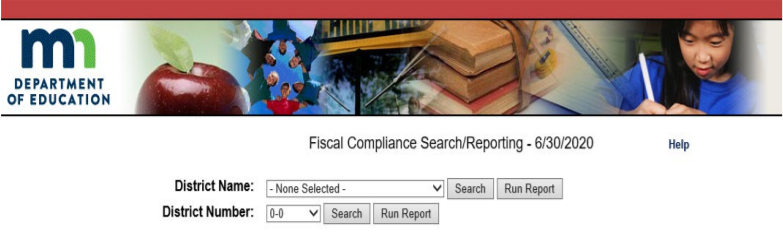 mn
DEPARTMENT
OF EDUCATION
Fiscal Compliance Search/Reporting - 6/30/2020
Help
District Name: - None Selected - Search Run Report
District Number: 0-0 Search Run Report